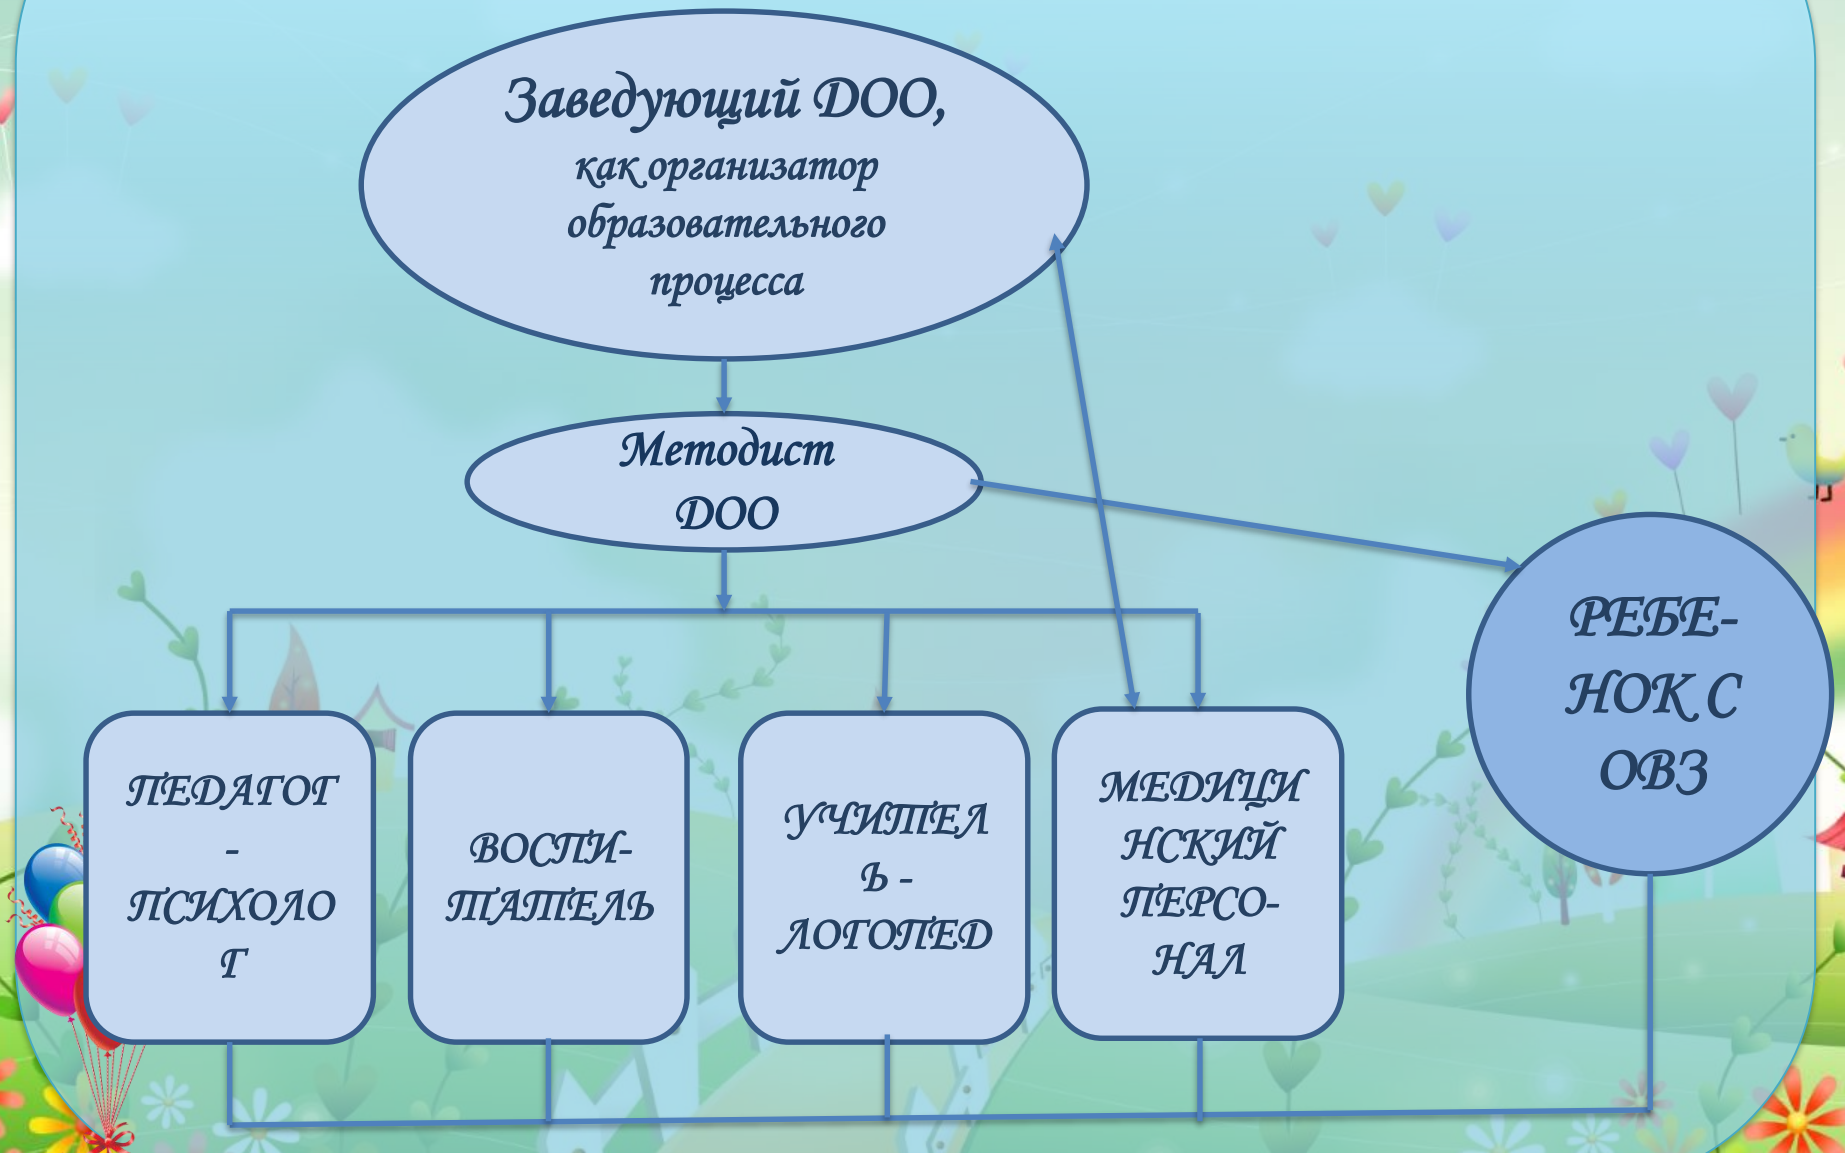 Заведующий ДОО,
как организатор
образовательного
процесса
Методист
ДОО
РЕБЕ-
НОК С
ОВЗ
ПЕДАГОГ
-
ПСИХОЛО
Г
ВОСПИ-
ТАТЕЛЬ
УЧИТЕЛ
Ь -
ЛОГОПЕД
МЕДИЦИ
НСКИЙ
ПЕРСО-
НАЛ